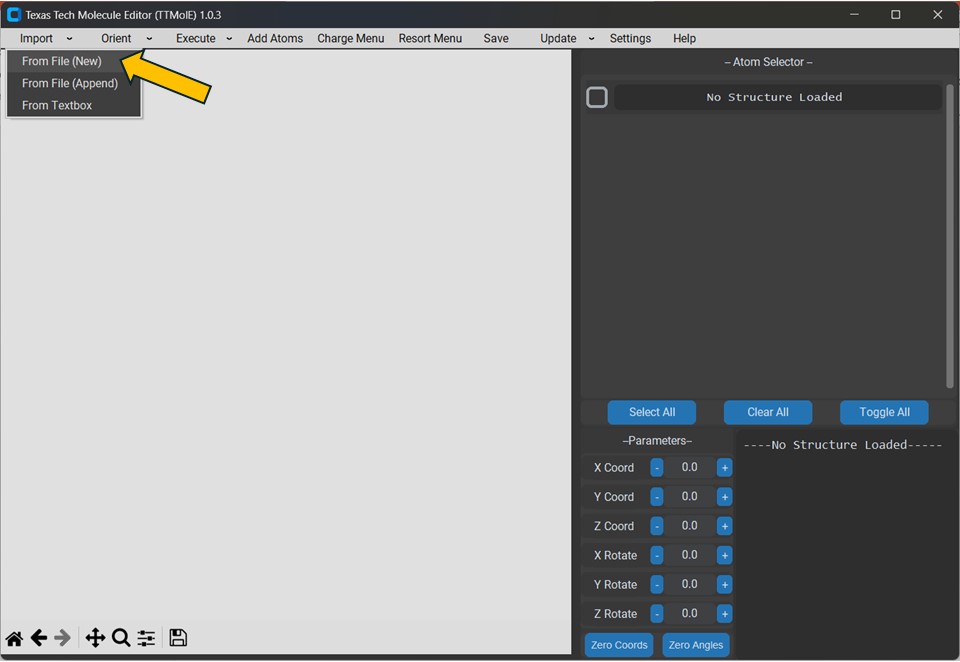 Texas Tech Molecule Editor (TTMolE) 1.0.3
Import Orient Execute Add Atoms Charge Menu Resort Menu Save Update Settings Help
From File (New)
From File (Append)
From Textbox
-- Atom Selector --
No Structure Loaded
Select All Clear All Toggle All
--Parameters--
----No Structure Loaded-----
X Coord - 0.0 +
Y Coord - 0.0 +
Z Coord - 0.0 +
X Rotate - 0.0 +
Y Rotate - 0.0 +
Z Rotate - 0.0 +
Zero Coords Zero Angles